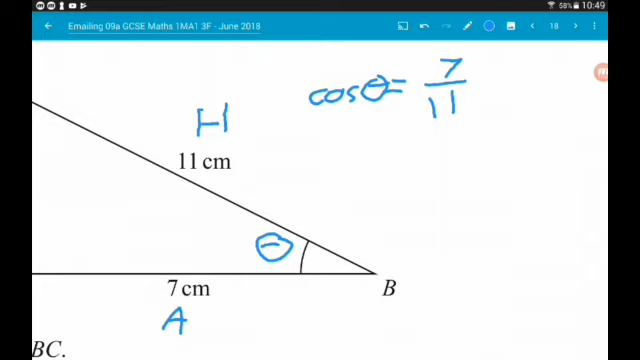 58% 10:49
Emailing 09a GCSE Maths 1MA1 3F - June 2018
18
cosθ = 7/11
H
11 cm
θ
7 cm
B
A
BC.